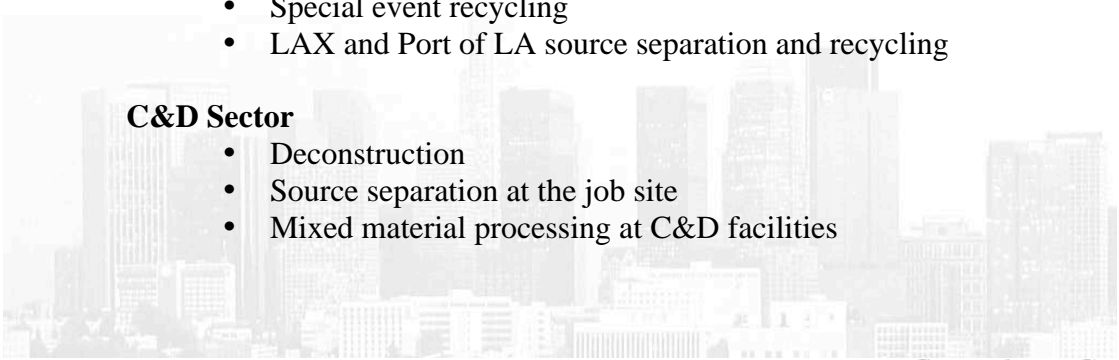 • Special event recycling
• LAX and Port of LA source separation and recycling
C&D Sector
• Deconstruction
• Source separation at the job site
• Mixed material processing at C&D facilities